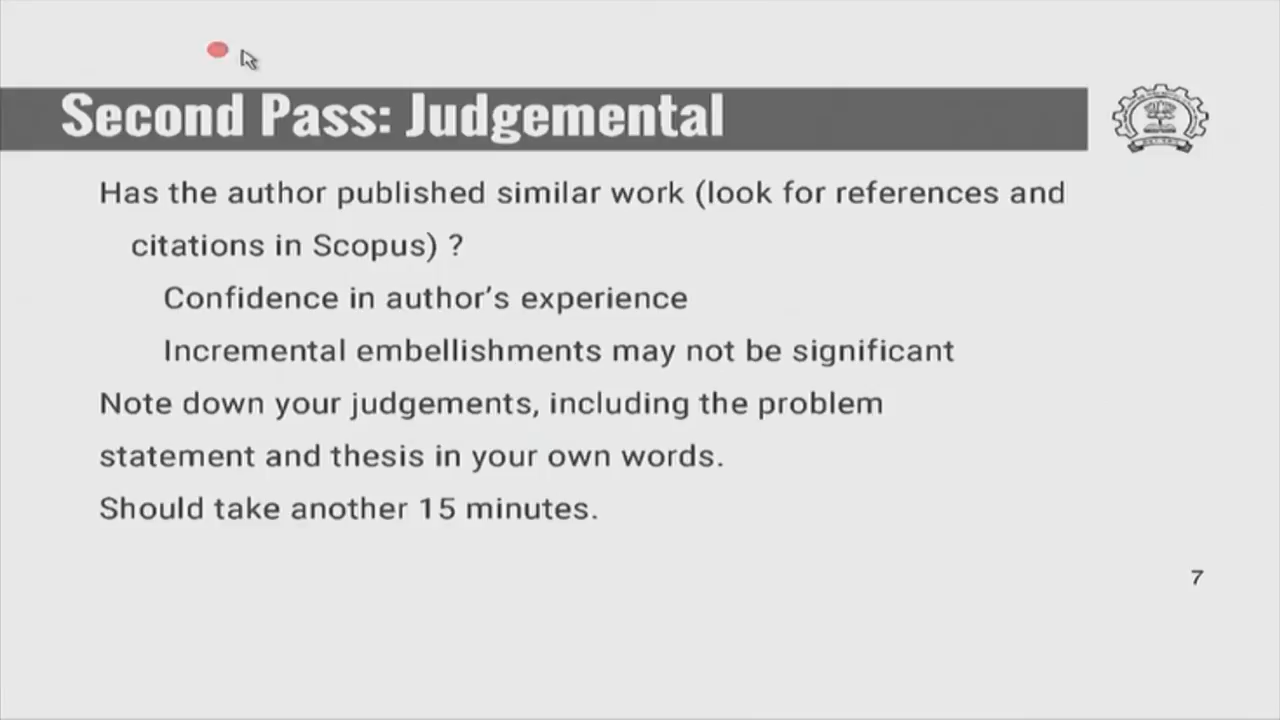 Second Pass: Judgemental
Has the author published similar work (look for references and
citations in Scopus) ?
Confidence in author's experience
Incremental embellishments may not be significant
Note down your judgements, including the problem
statement and thesis in your own words.
Should take another 15 minutes.
7